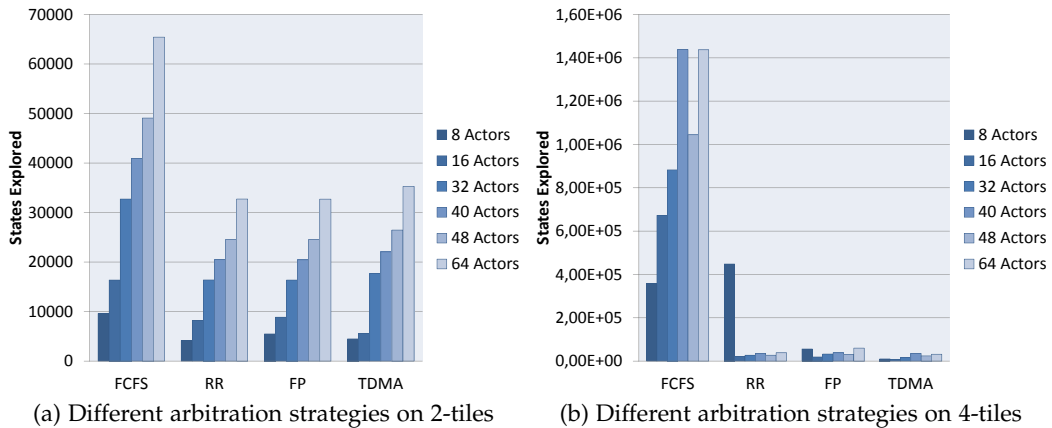 70000
60000
50000
40000
30000
20000
10000
0
States Explored
FCFS
RR
FP
TDMA
8 Actors
16 Actors
32 Actors
40 Actors
48 Actors
64 Actors
(a) Different arbitration strategies on 2-tiles
1,60E+06
1,40E+06
1,20E+06
1,00E+06
8,00E+05
6,00E+05
4,00E+05
2,00E+05
0,00E+00
States Explored
FCFS
RR
FP
TDMA
8 Actors
16 Actors
32 Actors
40 Actors
48 Actors
64 Actors
(b) Different arbitration strategies on 4-tiles